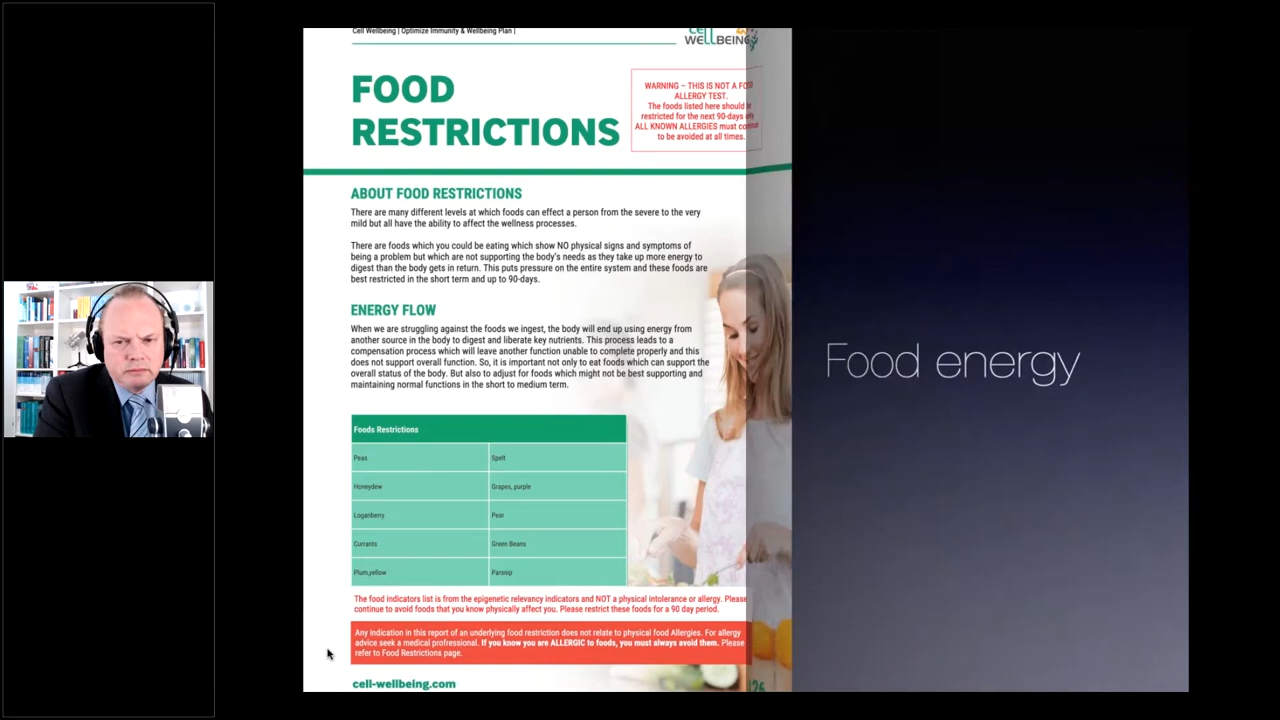 Cell Wellbeing | Optimize Immunity & Wellbeing Plan |
CELL
WELLBEING
FOOD
RESTRICTIONS
WARNING – THIS IS NOT A
ALLERGY TEST.
The foods listed here should
restricted for the next 90-days
ALL KNOWN ALLERGIES must
to be avoided at all times.
ABOUT FOOD RESTRICTIONS
There are many different levels at which foods can effect a person from the severe to the very
mild but all have the ability to affect the wellness processes.
There are foods which you could be eating which show NO physical signs and symptoms of
being a problem but which are not supporting the body's needs as they take up more energy to
digest than the body gets in return. This puts pressure on the entire system and these foods are
best restricted in the short term and up to 90-days.
ENERGY FLOW
When we are struggling against the foods we ingest, the body will end up using energy from
another source in the body to digest and liberate key nutrients. This process leads to a
compensation process which will leave another function unable to complete properly and this
does not support overall function. So, it is important not only to eat foods which can support the
overall status of the body. But also to adjust for foods which might not be best supporting and
maintaining normal functions in the short to medium term.
Foods Restrictions
Peas Spelt
Honeydew Grapes, purple
Loganberry Pear
Currants Green Beans
Plum,yellow Parsnip
The food indicators list is from the epigenetic relevancy indicators and NOT a physical intolerance or allergy. Please
continue to avoid foods that you know physically affect you. Please restrict these foods for a 90 day period.
Any indication in this report of an underlying food restriction does not relate to physical food Allergies. For allergy
advice seek a medical profressional. If you know you are ALLERGIC to foods, you must always avoid them. Please
refer to Food Restrictions page.
cell-wellbeing.com
26
Food energy